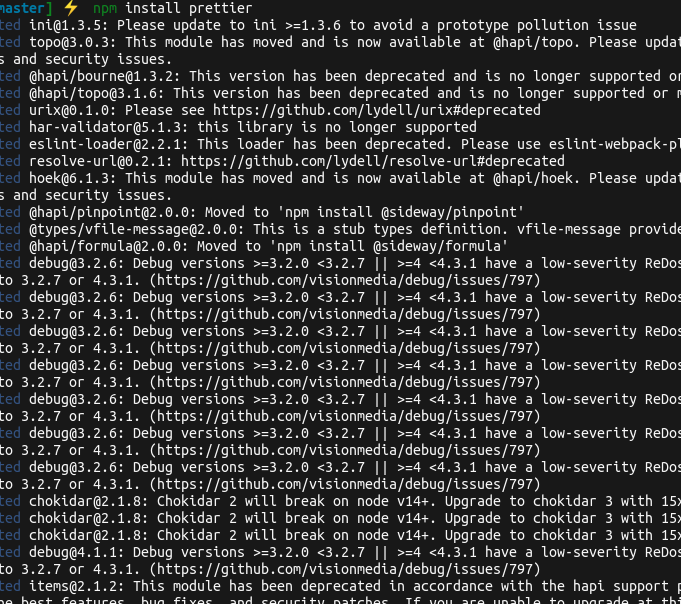 master] ⚡ npm install prettier
ted ini@1.3.5: Please update to ini >=1.3.6 to avoid a prototype pollution issue
ted topo@3.0.3: This module has moved and is now available at @hapi/topo. Please updat
s and security issues.
ted @hapi/bourne@1.3.2: This version has been deprecated and is no longer supported or
ted @hapi/topo@3.1.6: This version has been deprecated and is no longer supported or m
ted urix@0.1.0: Please see https://github.com/lydell/urix#deprecated
ted har-validator@5.1.3: this library is no longer supported
ted eslint-loader@2.2.1: This loader has been deprecated. Please use eslint-webpack-pl
ted resolve-url@0.2.1: https://github.com/lydell/resolve-url#deprecated
ted hoek@6.1.3: This module has moved and is now available at @hapi/hoek. Please updat
s and security issues.
ted @hapi/pinpoint@2.0.0: Moved to 'npm install @sideway/pinpoint'
ted @types/vfile-message@2.0.0: This is a stub types definition. vfile-message provide
ted @hapi/formula@2.0.0: Moved to 'npm install @sideway/formula'
ted debug@3.2.6: Debug versions >=3.2.0 <3.2.7 || >=4 <4.3.1 have a low-severity ReDos
to 3.2.7 or 4.3.1. (https://github.com/visionmedia/debug/issues/797)
ted debug@3.2.6: Debug versions >=3.2.0 <3.2.7 || >=4 <4.3.1 have a low-severity ReDos
to 3.2.7 or 4.3.1. (https://github.com/visionmedia/debug/issues/797)
ted debug@3.2.6: Debug versions >=3.2.0 <3.2.7 || >=4 <4.3.1 have a low-severity ReDos
to 3.2.7 or 4.3.1. (https://github.com/visionmedia/debug/issues/797)
ted debug@3.2.6: Debug versions >=3.2.0 <3.2.7 || >=4 <4.3.1 have a low-severity ReDos
to 3.2.7 or 4.3.1. (https://github.com/visionmedia/debug/issues/797)
ted debug@3.2.6: Debug versions >=3.2.0 <3.2.7 || >=4 <4.3.1 have a low-severity ReDos
to 3.2.7 or 4.3.1. (https://github.com/visionmedia/debug/issues/797)
ted debug@3.2.6: Debug versions >=3.2.0 <3.2.7 || >=4 <4.3.1 have a low-severity ReDos
to 3.2.7 or 4.3.1. (https://github.com/visionmedia/debug/issues/797)
ted debug@3.2.6: Debug versions >=3.2.0 <3.2.7 || >=4 <4.3.1 have a low-severity ReDos
to 3.2.7 or 4.3.1. (https://github.com/visionmedia/debug/issues/797)
ted chokidar@2.1.8: Chokidar 2 will break on node v14+. Upgrade to chokidar 3 with 15x
ted chokidar@2.1.8: Chokidar 2 will break on node v14+. Upgrade to chokidar 3 with 15x
ted chokidar@2.1.8: Chokidar 2 will break on node v14+. Upgrade to chokidar 3 with 15x
ted debug@4.1.1: Debug versions >=3.2.0 <3.2.7 || >=4 <4.3.1 have a low-severity ReDos
to 3.2.7 or 4.3.1. (https://github.com/visionmedia/debug/issues/797)
ted items@2.1.2: This module has been deprecated in accordance with the hapi support p
he best features, bug fixes, and security patches. If you are unable to upgrade at thi